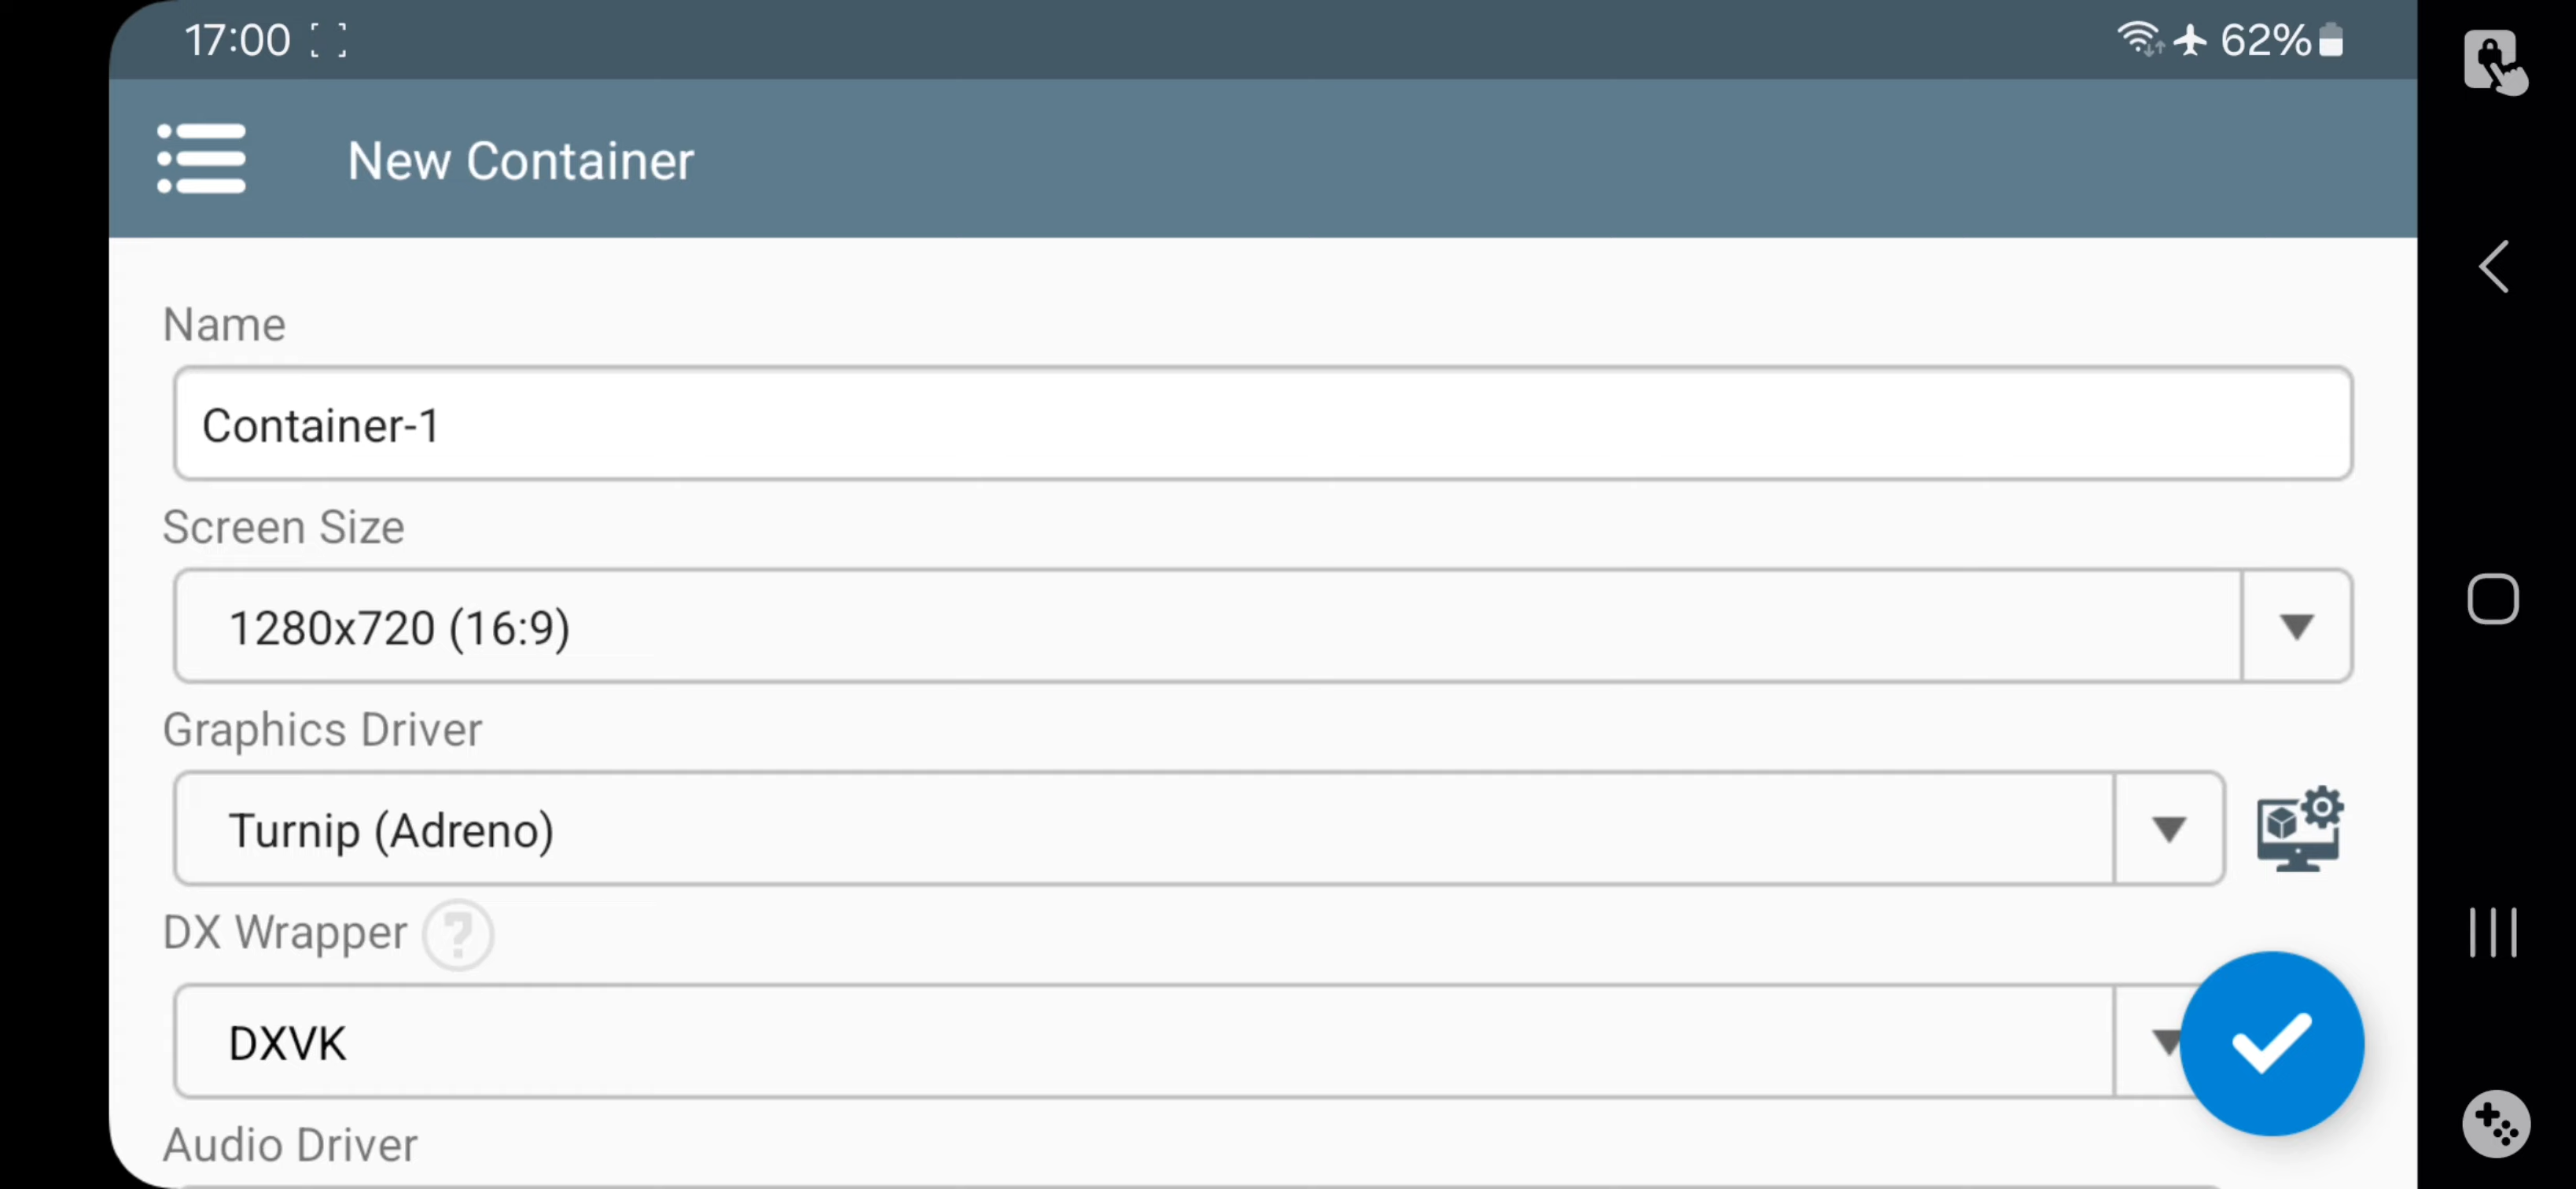 17:00 62%
New Container
Name
Container-1
Screen Size
1280x720 (16:9)
Graphics Driver
Turnip (Adreno)
DX Wrapper ?
DXVK
Audio Driver